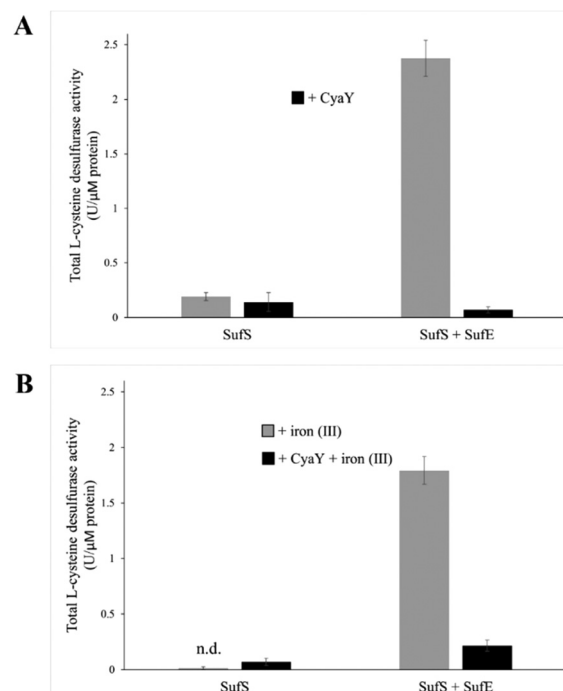 A
Total L-cysteine desulfurase activity
(U/μM protein)
2.5
2
1.5
1
0.5
0
+ CyaY
SufS
SufS + SufE
B
Total L-cysteine desulfurase activity
(U/μM protein)
2.5
2
1.5
1
0.5
0
+ iron (III)
+ CyaY + iron (III)
n.d.
SufS
SufS + SufE